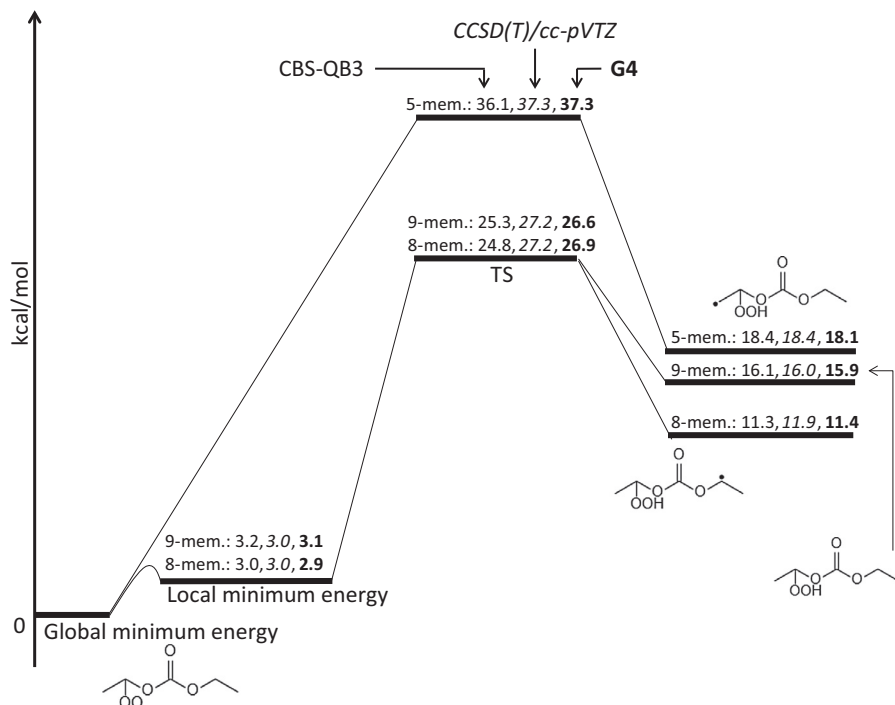 CCSD(T)/cc-pVTZ
CBS-QB3
G4
5-mem.: 36.1, 37.3, 37.3
9-mem.: 25.3, 27.2, 26.6
8-mem.: 24.8, 27.2, 26.9
TS
kcal/mol
O
O
O
OOH
5-mem.: 18.4, 18.4, 18.1
9-mem.: 16.1, 16.0, 15.9
8-mem.: 11.3, 11.9, 11.4
O
O
O
OOH
O
O
O
OOH
9-mem.: 3.2, 3.0, 3.1
8-mem.: 3.0, 3.0, 2.9
Local minimum energy
0
Global minimum energy
O
O
O
OO